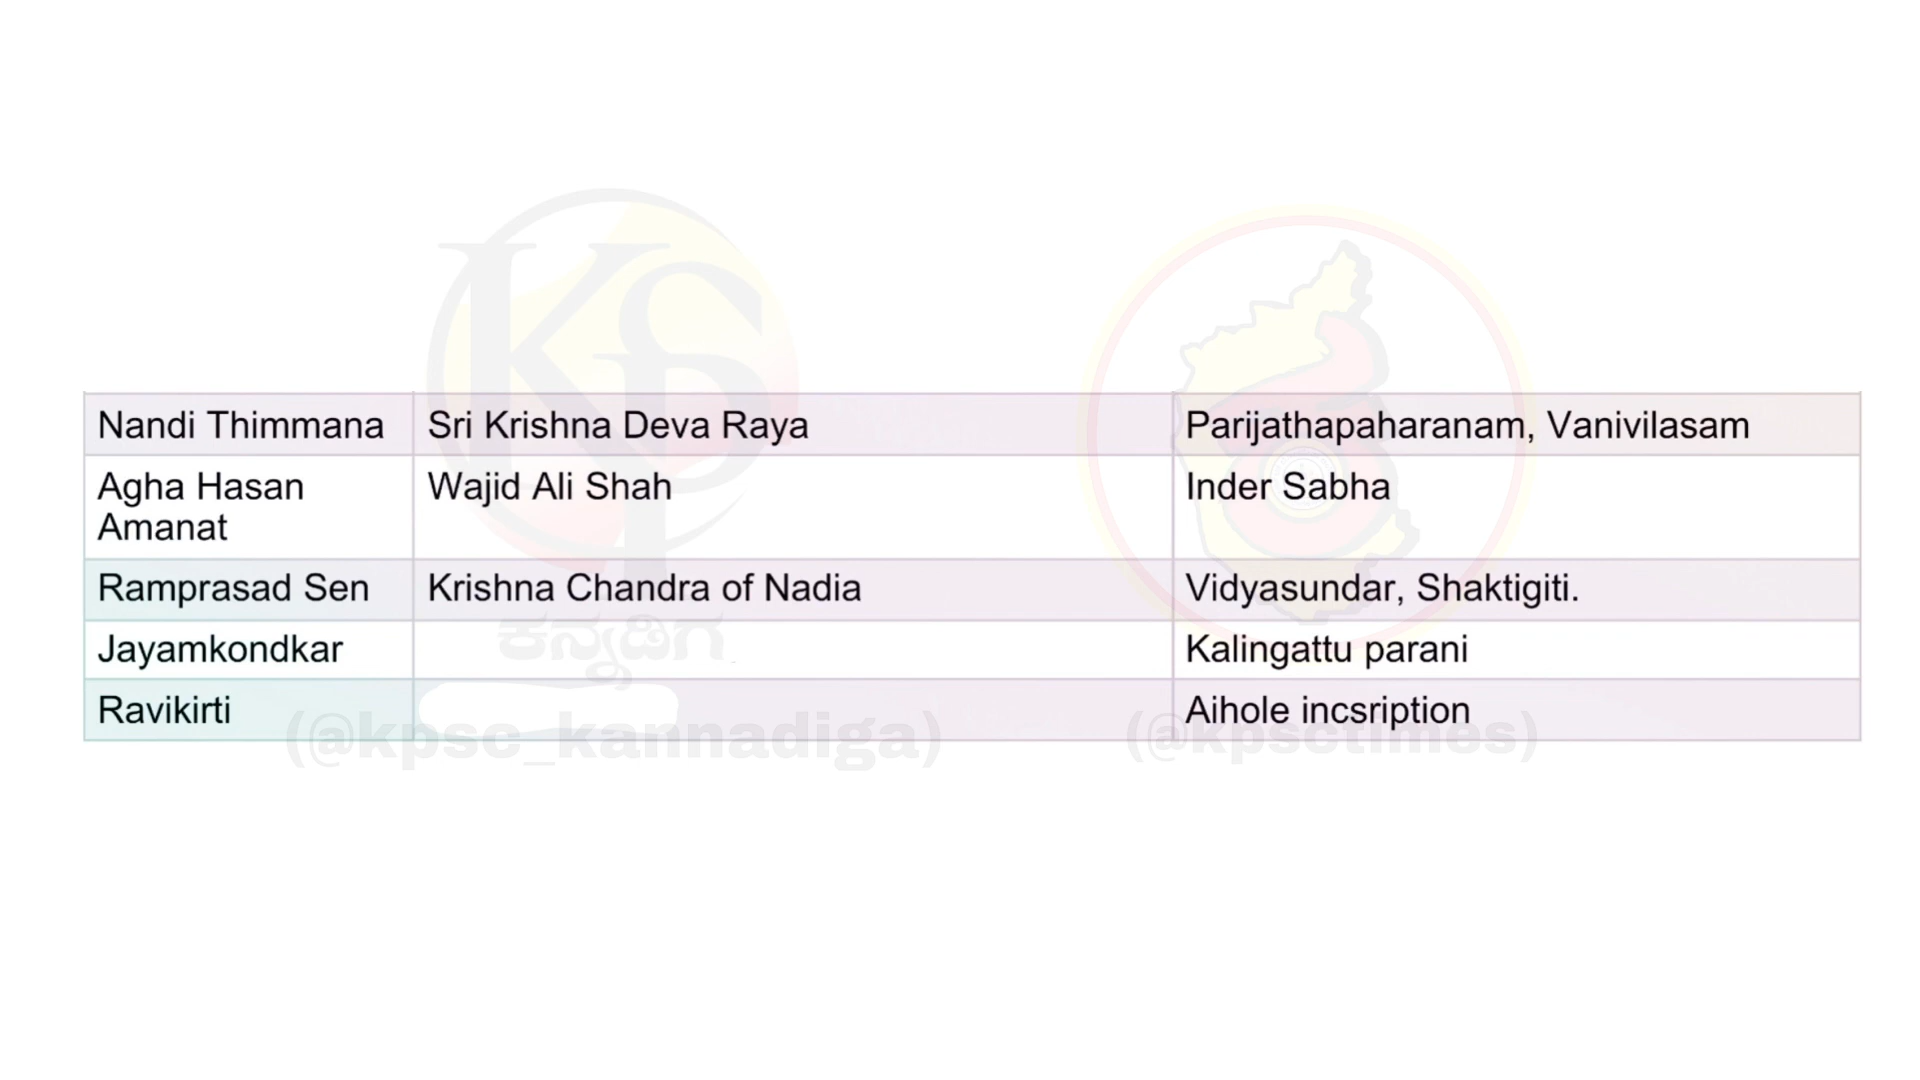 Nandi Thimmana Sri Krishna Deva Raya Parijathapaharanam, Vanivilasam
Agha Hasan Wajid Ali Shah Inder Sabha
Amanat
Ramprasad Sen Krishna Chandra of Nadia Vidyasundar, Shaktigiti.
ಕನ್ನಡಿಗ
Jayamkondkar Kalingattu parani
Ravikirti Aihole incsription
(@kpsc_kannadiga) (@kpsctimes)